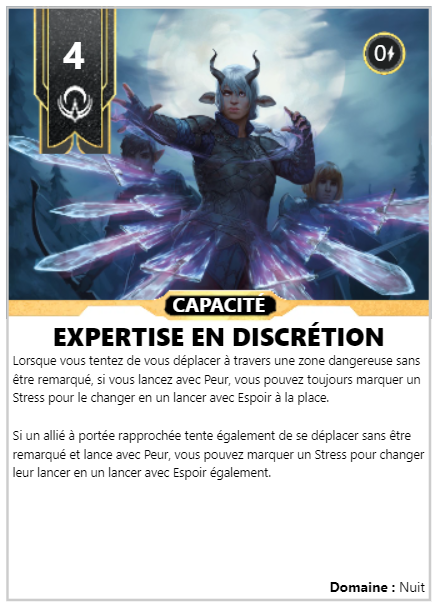 4
0
CAPACITÉ
EXPERTISE EN DISCRÉTION
Lorsque vous tentez de vous déplacer à travers une zone dangereuse sans
être remarqué, si vous lancez avec Peur, vous pouvez toujours marquer un
Stress pour le changer en un lancer avec Espoir à la place.
Si un allié à portée rapprochée tente également de se déplacer sans être
remarqué et lance avec Peur, vous pouvez marquer un Stress pour changer
leur lancer en un lancer avec Espoir également.
Domaine : Nuit